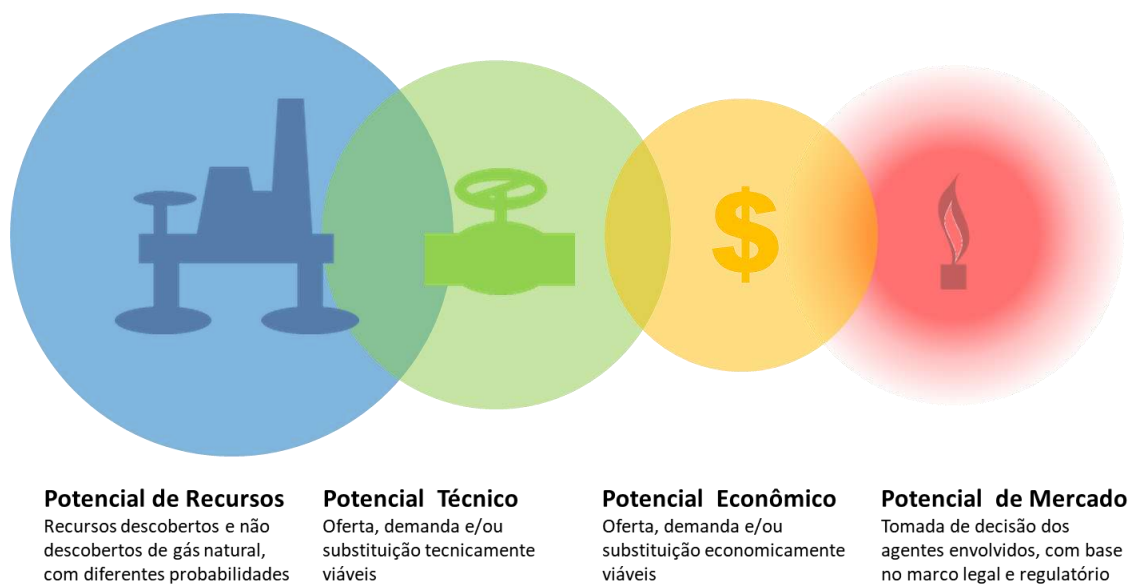 $
Potencial de Recursos
Recursos descobertos e não
descobertos de gás natural,
com diferentes probabilidades
Potencial Técnico
Oferta, demanda e/ou
substituição tecnicamente
viáveis
Potencial Econômico
Oferta, demanda e/ou
substituição economicamente
viáveis
Potencial de Mercado
Tomada de decisão dos
agentes envolvidos, com base
no marco legal e regulatório